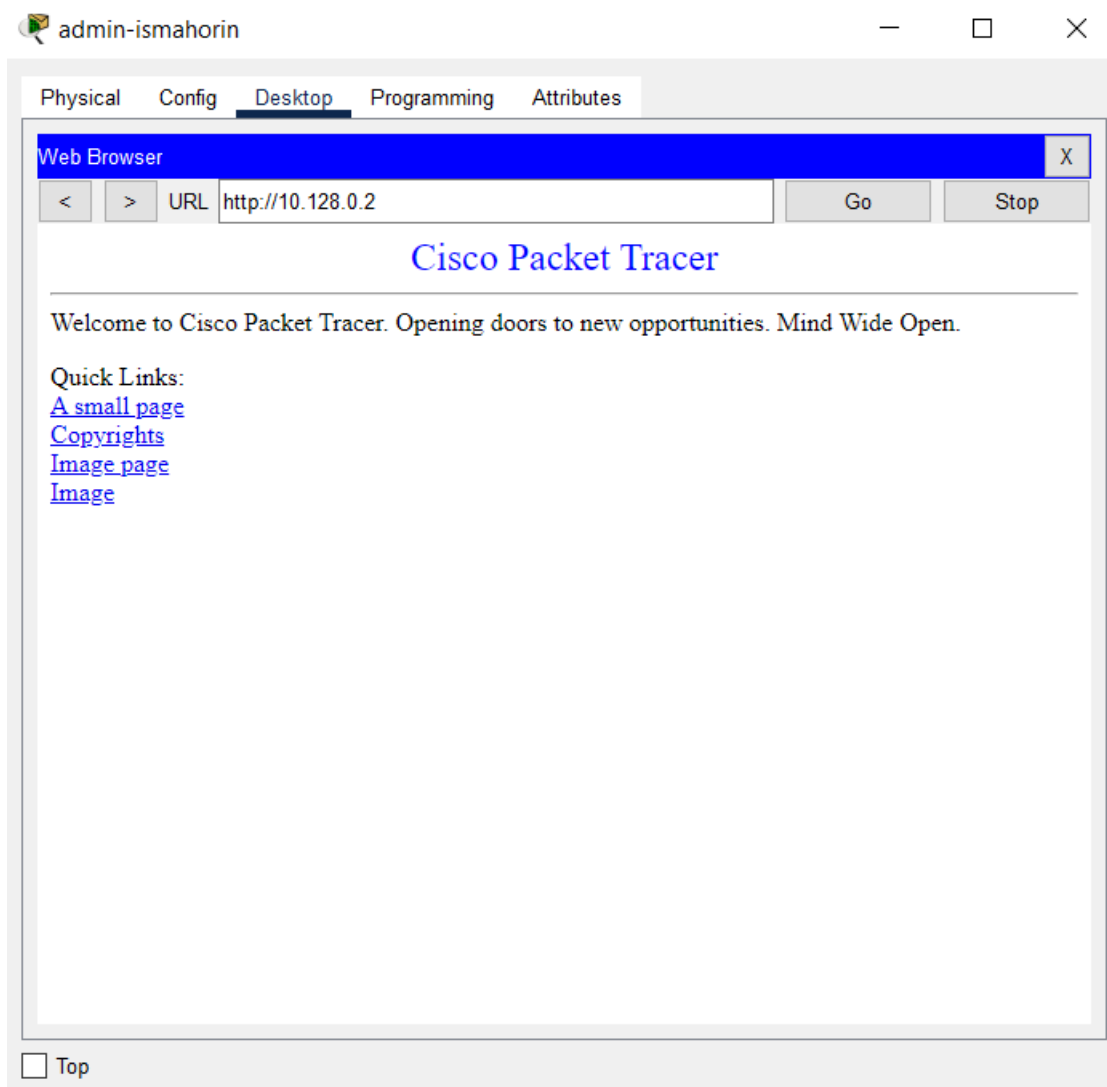 admin-ismahorin
Physical Config Desktop Programming Attributes
Web Browser X
< > URL http://10.128.0.2 Go Stop
Cisco Packet Tracer
Welcome to Cisco Packet Tracer. Opening doors to new opportunities. Mind Wide Open.
Quick Links:
A small page
Copyrights
Image page
Image
Top